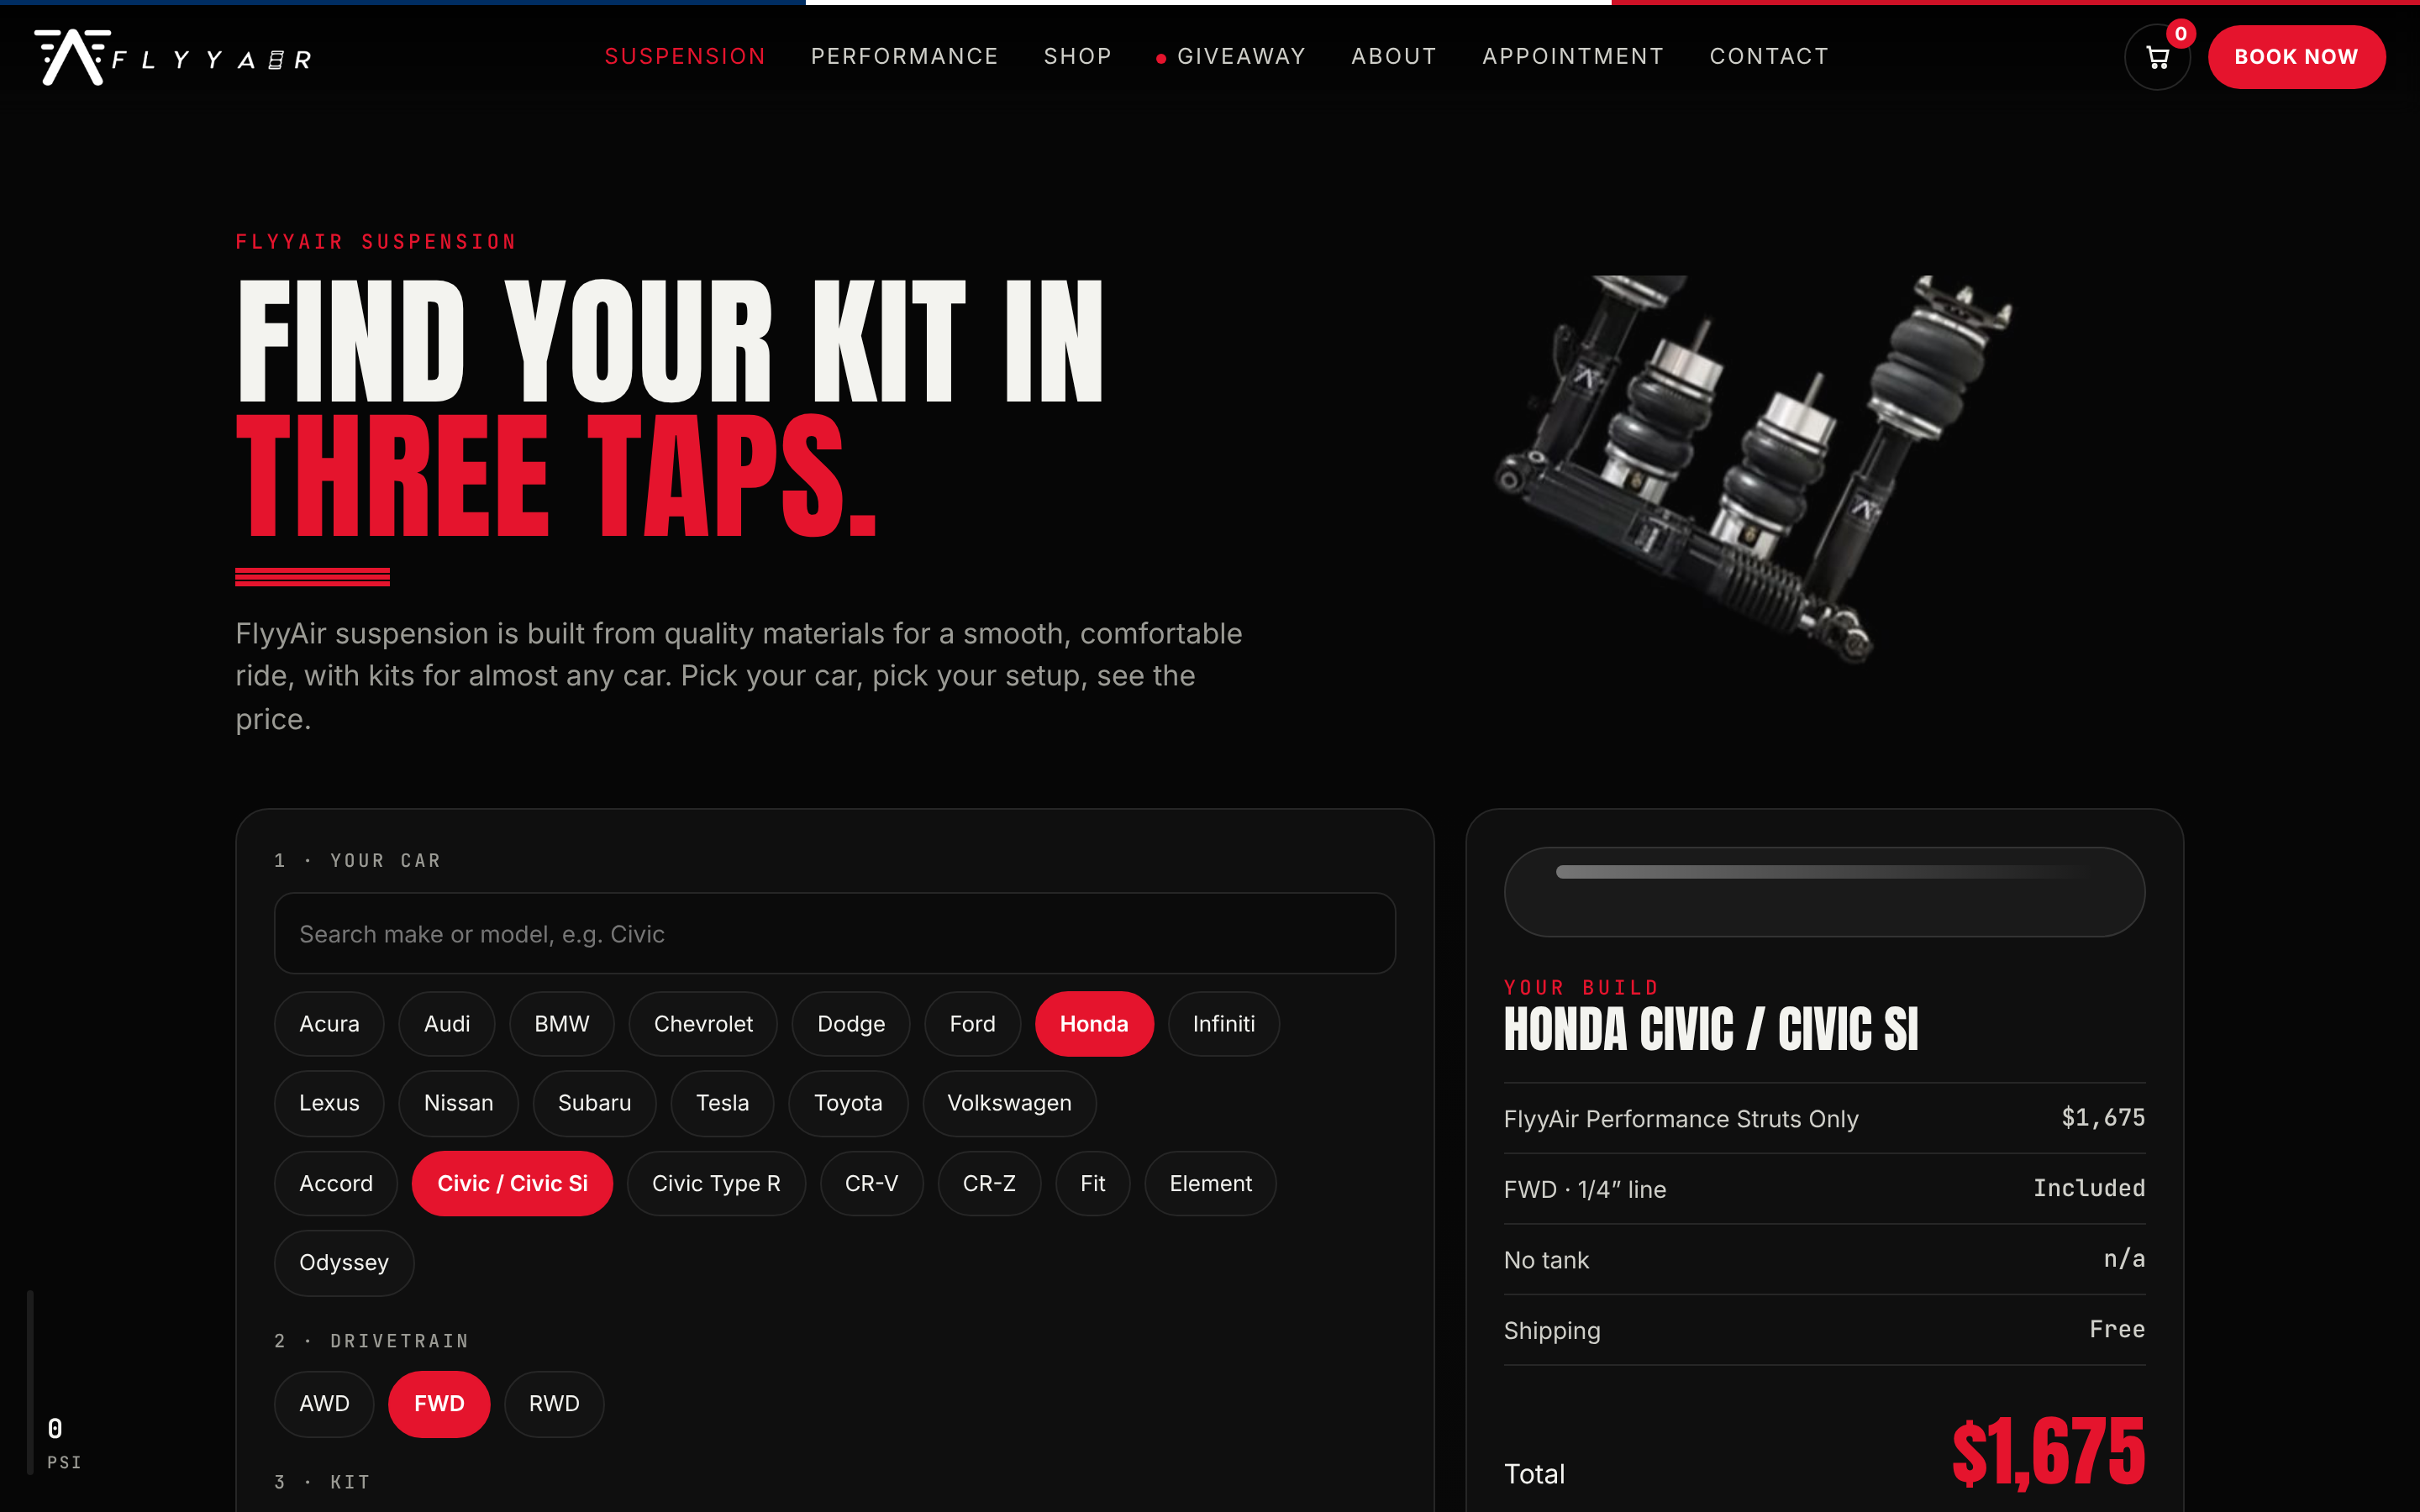 FLYYAIR
SUSPENSION
PERFORMANCE
SHOP
GIVEAWAY
ABOUT
APPOINTMENT
CONTACT
0
BOOK NOW
FLYYAIR SUSPENSION
FIND YOUR KIT IN
THREE TAPS.
FlyyAir suspension is built from quality materials for a smooth, comfortable
ride, with kits for almost any car. Pick your car, pick your setup, see the
price.
1 · YOUR CAR
Search make or model, e.g. Civic
Acura
Audi
BMW
Chevrolet
Dodge
Ford
Honda
Infiniti
Lexus
Nissan
Subaru
Tesla
Toyota
Volkswagen
Accord
Civic / Civic Si
Civic Type R
CR-V
CR-Z
Fit
Element
Odyssey
2 · DRIVETRAIN
AWD
FWD
RWD
3 · KIT
YOUR BUILD
HONDA CIVIC / CIVIC SI
FlyyAir Performance Struts Only $1,675
FWD · 1/4” line Included
No tank n/a
Shipping Free
Total $1,675
0
PSI